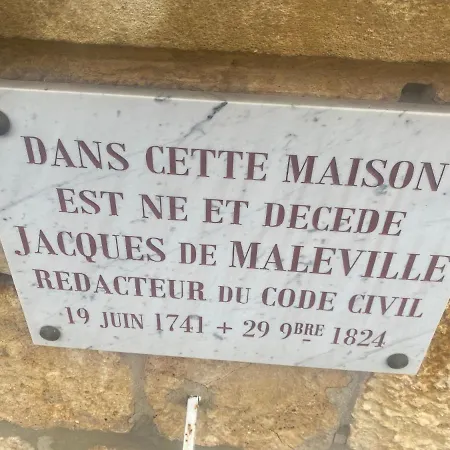 DANS CETTE MAISON
EST NE ET DECEDE
JACQUES DE MALEVILLE
REDACTEUR DU CODE CIVIL
19 JUIN 1741 + 29 9BRE 1824